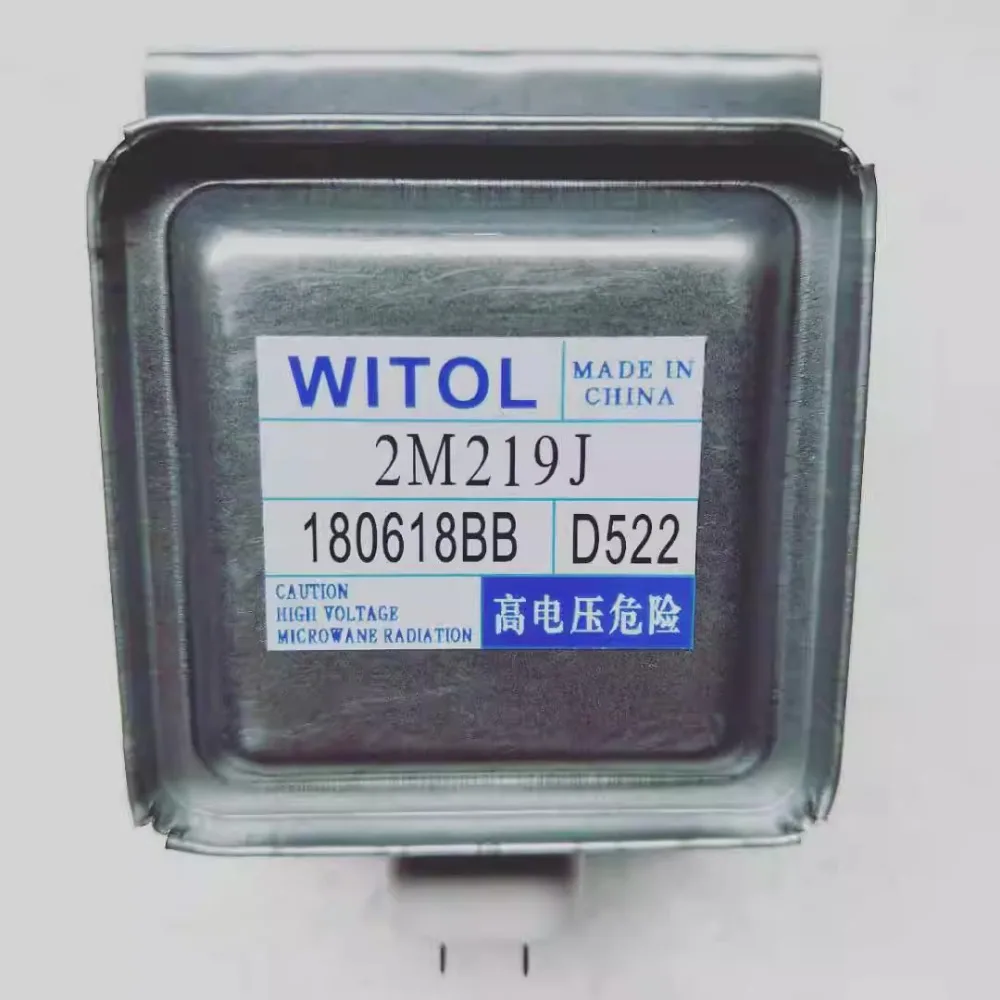 WITOL
MADE IN
CHINA
2M219J
180618BB D522
CAUTION
HIGH VOLTAGE
MICROWANE RADIATION
高电压危险